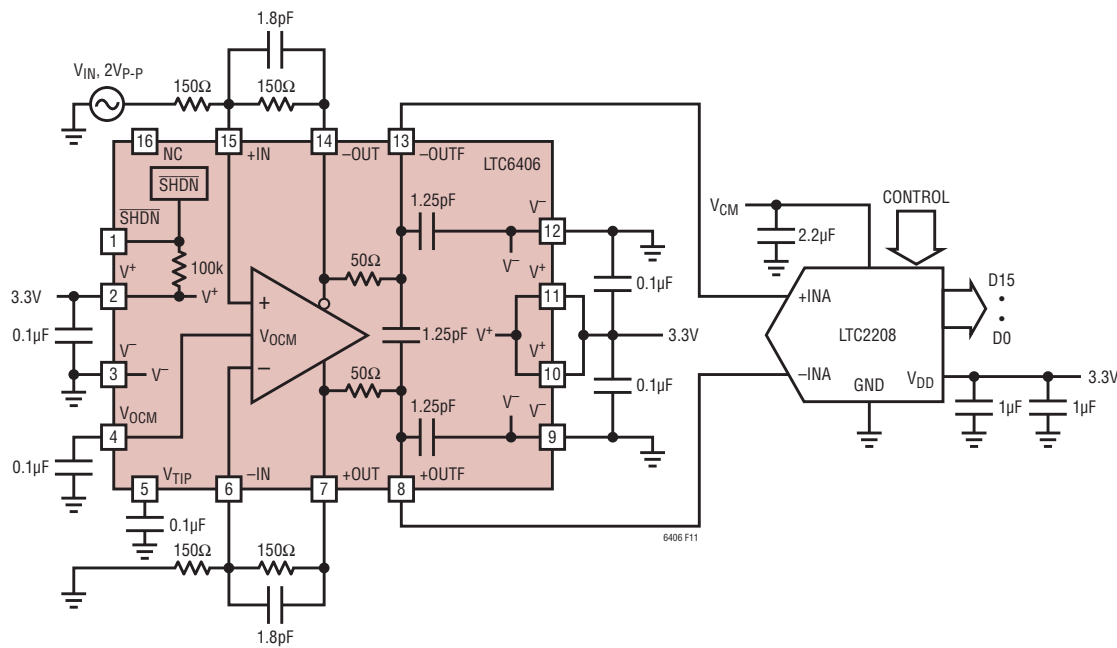 1.8pF
V_IN, 2V_P-P
150Ω
150Ω
16
NC
15
+IN
14
–OUT
13
–OUTF
LTC6406
SHDN
SHDN
1
100k
V+
3.3V
2
V+
0.1µF
V–
3
V–
V_OCM
4
0.1µF
5
V_TIP
0.1µF
+
V_OCM
–
50Ω
50Ω
1.25pF
1.25pF
1.25pF
V–
12
V–
V+
11
V+
V+
10
V–
V–
9
0.1µF
3.3V
0.1µF
6
–IN
7
+OUT
8
+OUTF
150Ω
150Ω
1.8pF
6406 F11
V_CM
2.2µF
CONTROL
+INA
LTC2208
–INA
GND
V_DD
D15
•
•
D0
3.3V
1µF
1µF